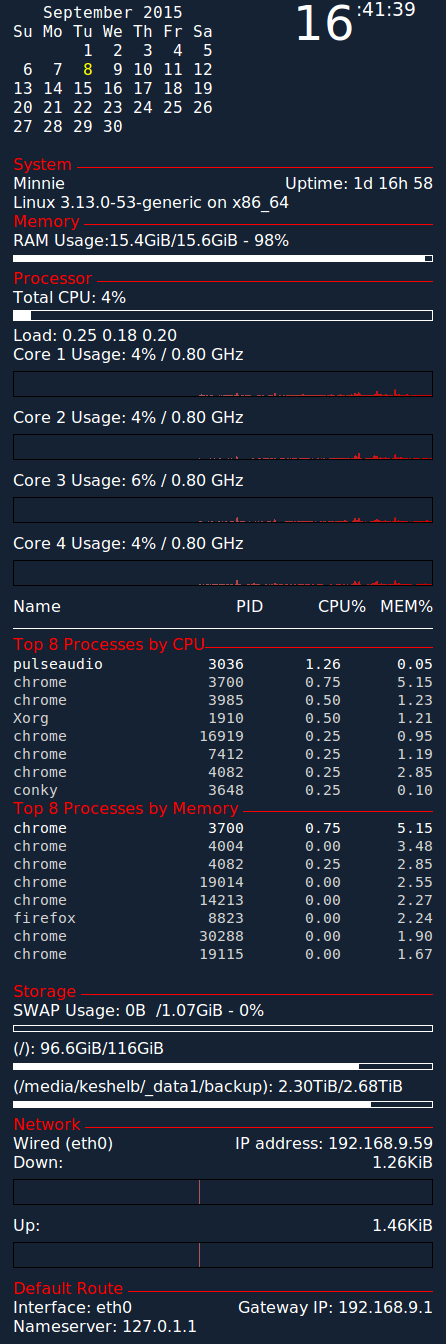 September 2015
16:41:39
Su Mo Tu We Th Fr Sa
1 2 3 4 5
6 7 8 9 10 11 12
13 14 15 16 17 18 19
20 21 22 23 24 25 26
27 28 29 30
System
Minnie Uptime: 1d 16h 58
Linux 3.13.0-53-generic on x86_64
Memory
RAM Usage:15.4GiB/15.6GiB - 98%
Processor
Total CPU: 4%
Load: 0.25 0.18 0.20
Core 1 Usage: 4% / 0.80 GHz
Core 2 Usage: 4% / 0.80 GHz
Core 3 Usage: 6% / 0.80 GHz
Core 4 Usage: 4% / 0.80 GHz
Name PID CPU% MEM%
Top 8 Processes by CPU
pulseaudio 3036 1.26 0.05
chrome 3700 0.75 5.15
chrome 3985 0.50 1.23
Xorg 1910 0.50 1.21
chrome 16919 0.25 0.95
chrome 7412 0.25 1.19
chrome 4082 0.25 2.85
conky 3648 0.25 0.10
Top 8 Processes by Memory
chrome 3700 0.75 5.15
chrome 4004 0.00 3.48
chrome 4082 0.25 2.85
chrome 19014 0.00 2.55
chrome 14213 0.00 2.27
firefox 8823 0.00 2.24
chrome 30288 0.00 1.90
chrome 19115 0.00 1.67
Storage
SWAP Usage: 0B /1.07GiB - 0%
(/): 96.6GiB/116GiB
(/media/keshelb/_data1/backup): 2.30TiB/2.68TiB
Network
Wired (eth0) IP address: 192.168.9.59
Down: 1.26KiB
Up: 1.46KiB
Default Route
Interface: eth0 Gateway IP: 192.168.9.1
Nameserver: 127.0.1.1